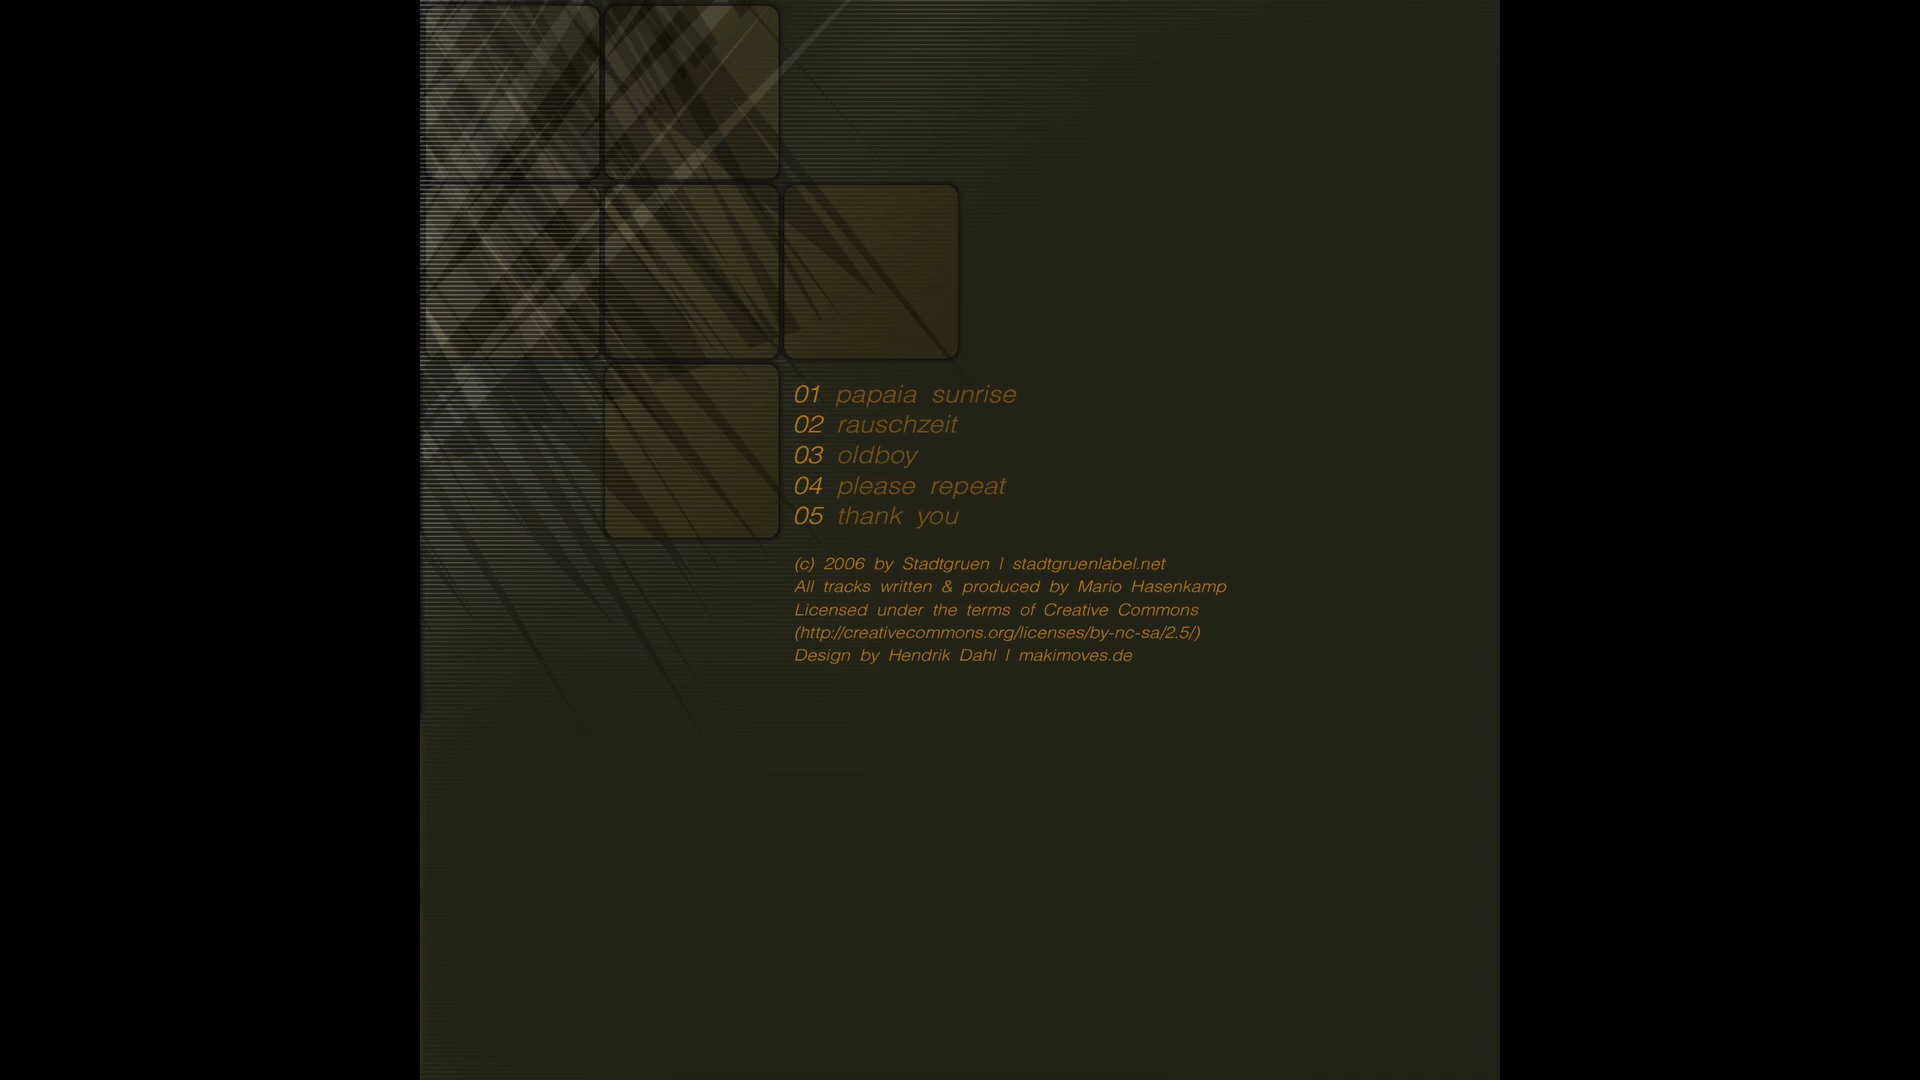 01 papaia sunrise
02 rauschzeit
03 oldboy
04 please repeat
05 thank you
(c) 2006 by Stadtgruen | stadtgruenlabel.net
All tracks written & produced by Mario Hasenkamp
Licensed under the terms of Creative Commons
(http://creativecommons.org/licenses/by-nc-sa/2.5/)
Design by Hendrik Dahl | makimoves.de